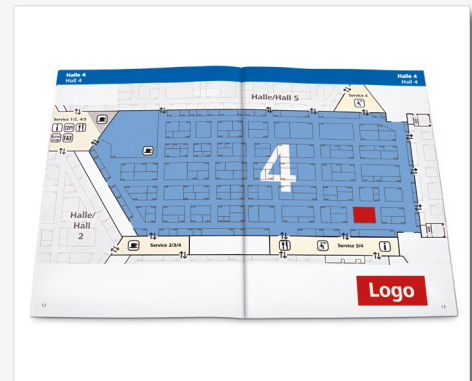 Halle 4
Hall 4
Halle 4
Hall 4
Halle/Hall 5
Service 4
Service 1/2, 4/5
FAX
4
Halle/
Hall
2
Service 2/3/4
Service 3/4
Logo
12
13